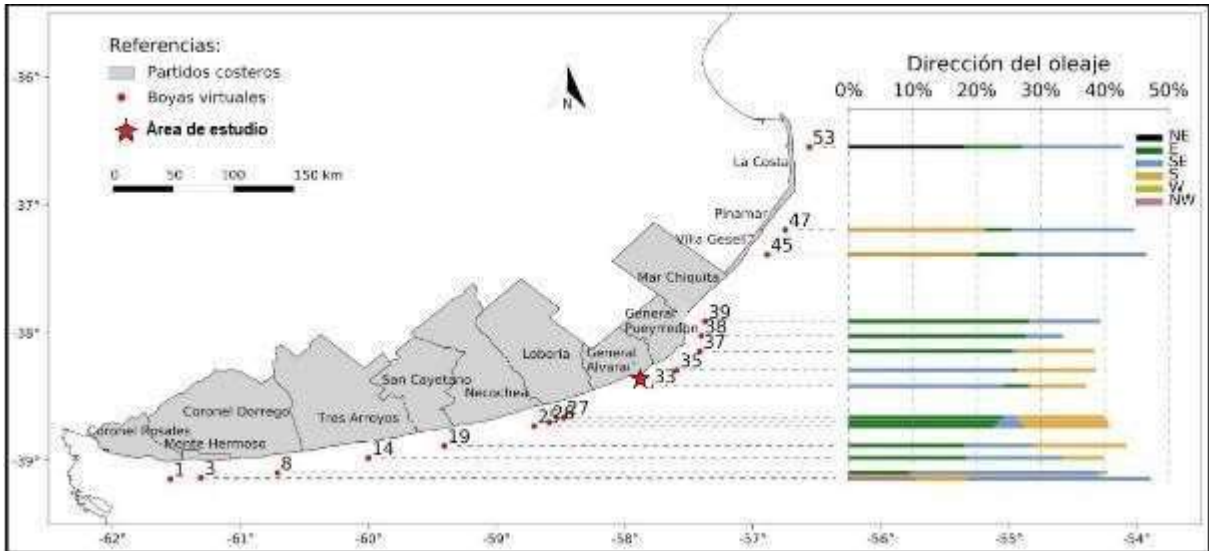 Referencias:
Partidos costeros
Boyas virtuales
Área de estudio
0 50 100 150 km
N
Dirección del oleaje
0% 10% 20% 30% 40% 50%
NE
E
SE
S
W
NW
-36°
-37°
-38°
-39°
53
La Costa
Pinamar
47
Villa Gesell
45
Mar Chiquita
39
General
Pueyrredón
38
37
General
Alvarado
35
33
Lobería
Necochea
San Cayetano
27
26
19
Tres Arroyos
14
Coronel Dorrego
Coronel Rosales
Monte Hermoso
1 3 8
-62° -61° -60° -59° -58° -57° -56° -55° -54°